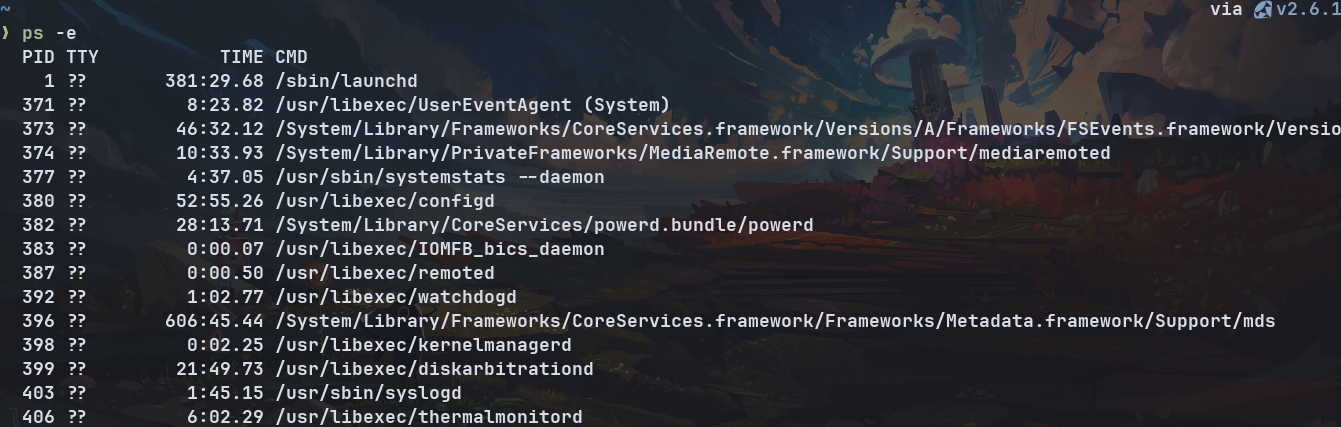 ~ via v2.6.1
❯ ps -e
PID TTY TIME CMD
1 ?? 381:29.68 /sbin/launchd
371 ?? 8:23.82 /usr/libexec/UserEventAgent (System)
373 ?? 46:32.12 /System/Library/Frameworks/CoreServices.framework/Versions/A/Frameworks/FSEvents.framework/Versio
374 ?? 10:33.93 /System/Library/PrivateFrameworks/MediaRemote.framework/Support/mediaremoted
377 ?? 4:37.05 /usr/sbin/systemstats --daemon
380 ?? 52:55.26 /usr/libexec/configd
382 ?? 28:13.71 /System/Library/CoreServices/powerd.bundle/powerd
383 ?? 0:00.07 /usr/libexec/IOMFB_bics_daemon
387 ?? 0:00.50 /usr/libexec/remoted
392 ?? 1:02.77 /usr/libexec/watchdogd
396 ?? 606:45.44 /System/Library/Frameworks/CoreServices.framework/Frameworks/Metadata.framework/Support/mds
398 ?? 0:02.25 /usr/libexec/kernelmanagerd
399 ?? 21:49.73 /usr/libexec/diskarbitrationd
403 ?? 1:45.15 /usr/sbin/syslogd
406 ?? 6:02.29 /usr/libexec/thermalmonitord